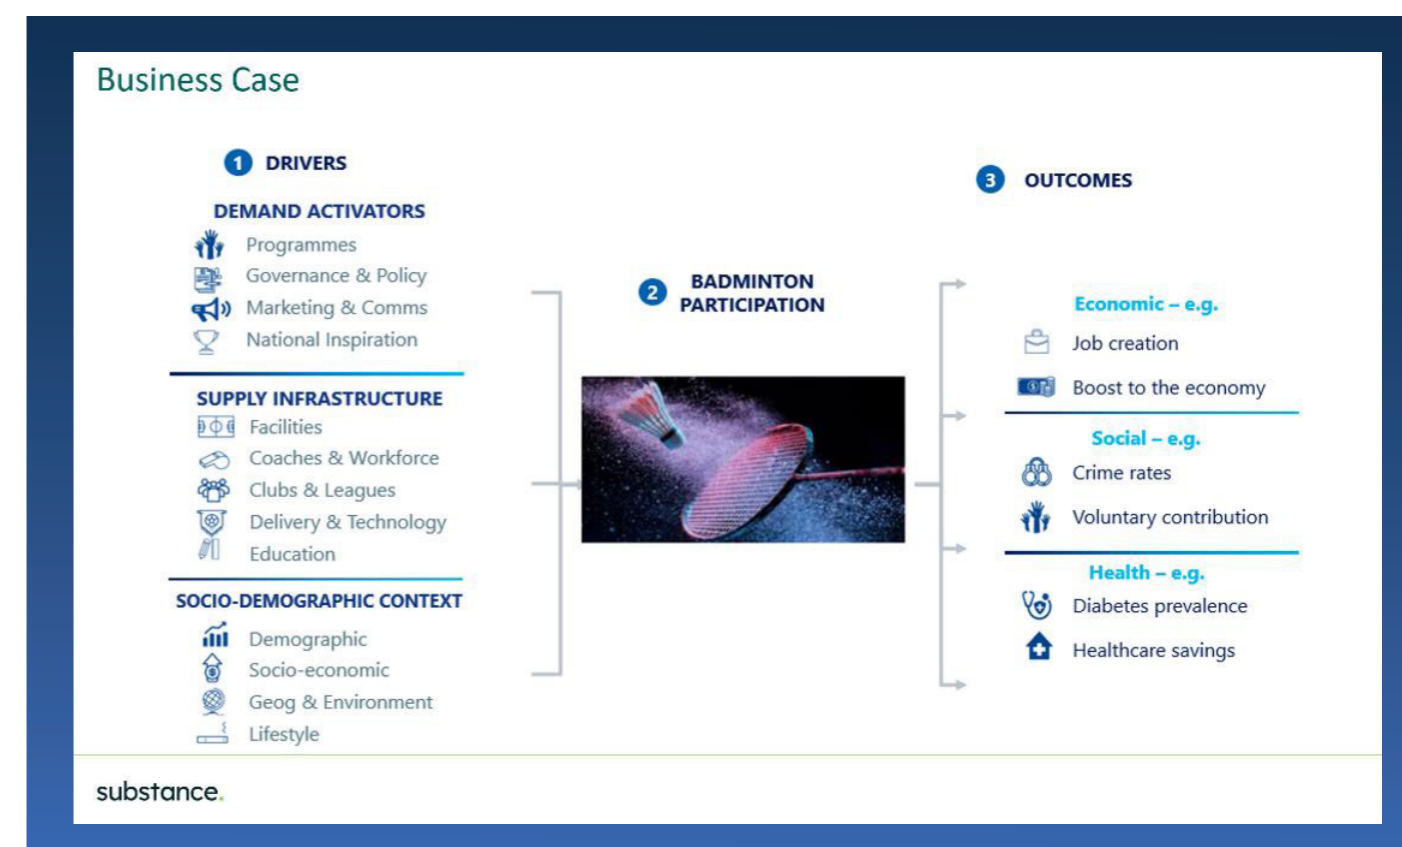 Business Case
1 DRIVERS
DEMAND ACTIVATORS
Programmes
Governance & Policy
Marketing & Comms
National Inspiration
SUPPLY INFRASTRUCTURE
Facilities
Coaches & Workforce
Clubs & Leagues
Delivery & Technology
Education
SOCIO-DEMOGRAPHIC CONTEXT
Demographic
Socio-economic
Geog & Environment
Lifestyle
2 BADMINTON
PARTICIPATION
3 OUTCOMES
Economic – e.g.
Job creation
Boost to the economy
Social – e.g.
Crime rates
Voluntary contribution
Health – e.g.
Diabetes prevalence
Healthcare savings
substance.